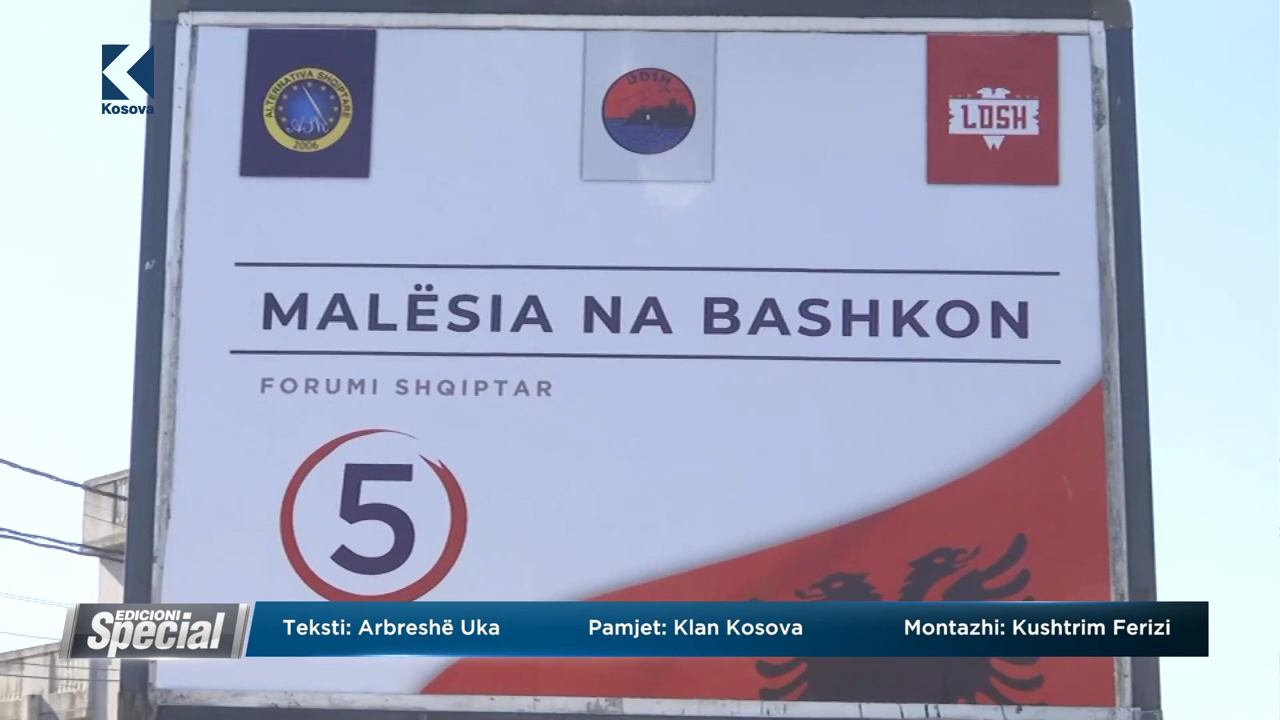 Kosova
ALTERNATIVA SHQIPTARE
2006
UDSH
LDSH
MALËSIA NA BASHKON
FORUMI SHQIPTAR
5
EDICIONI
Special
Teksti: Arbreshë Uka
Pamjet: Klan Kosova
Montazhi: Kushtrim Ferizi